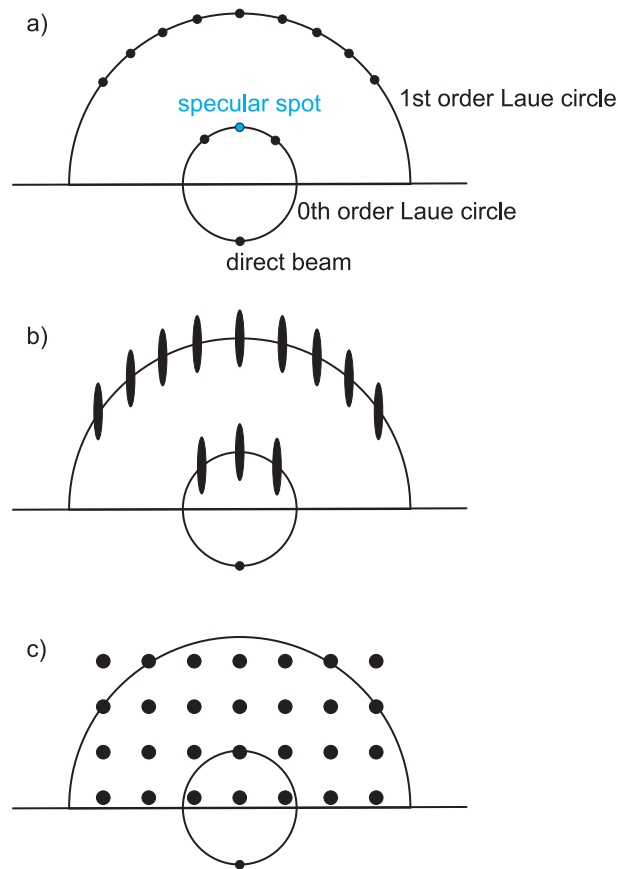 a)
specular spot
1st order Laue circle
0th order Laue circle
direct beam
b)
c)